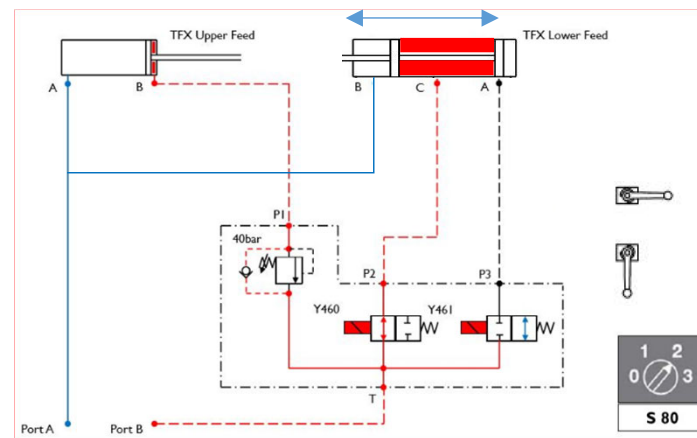 TFX Upper Feed
TFX Lower Feed
A
B
B
C
A
P1
40bar
P2
P3
Y460
Y461
T
Port A
Port B
1 2
0 3
S 80